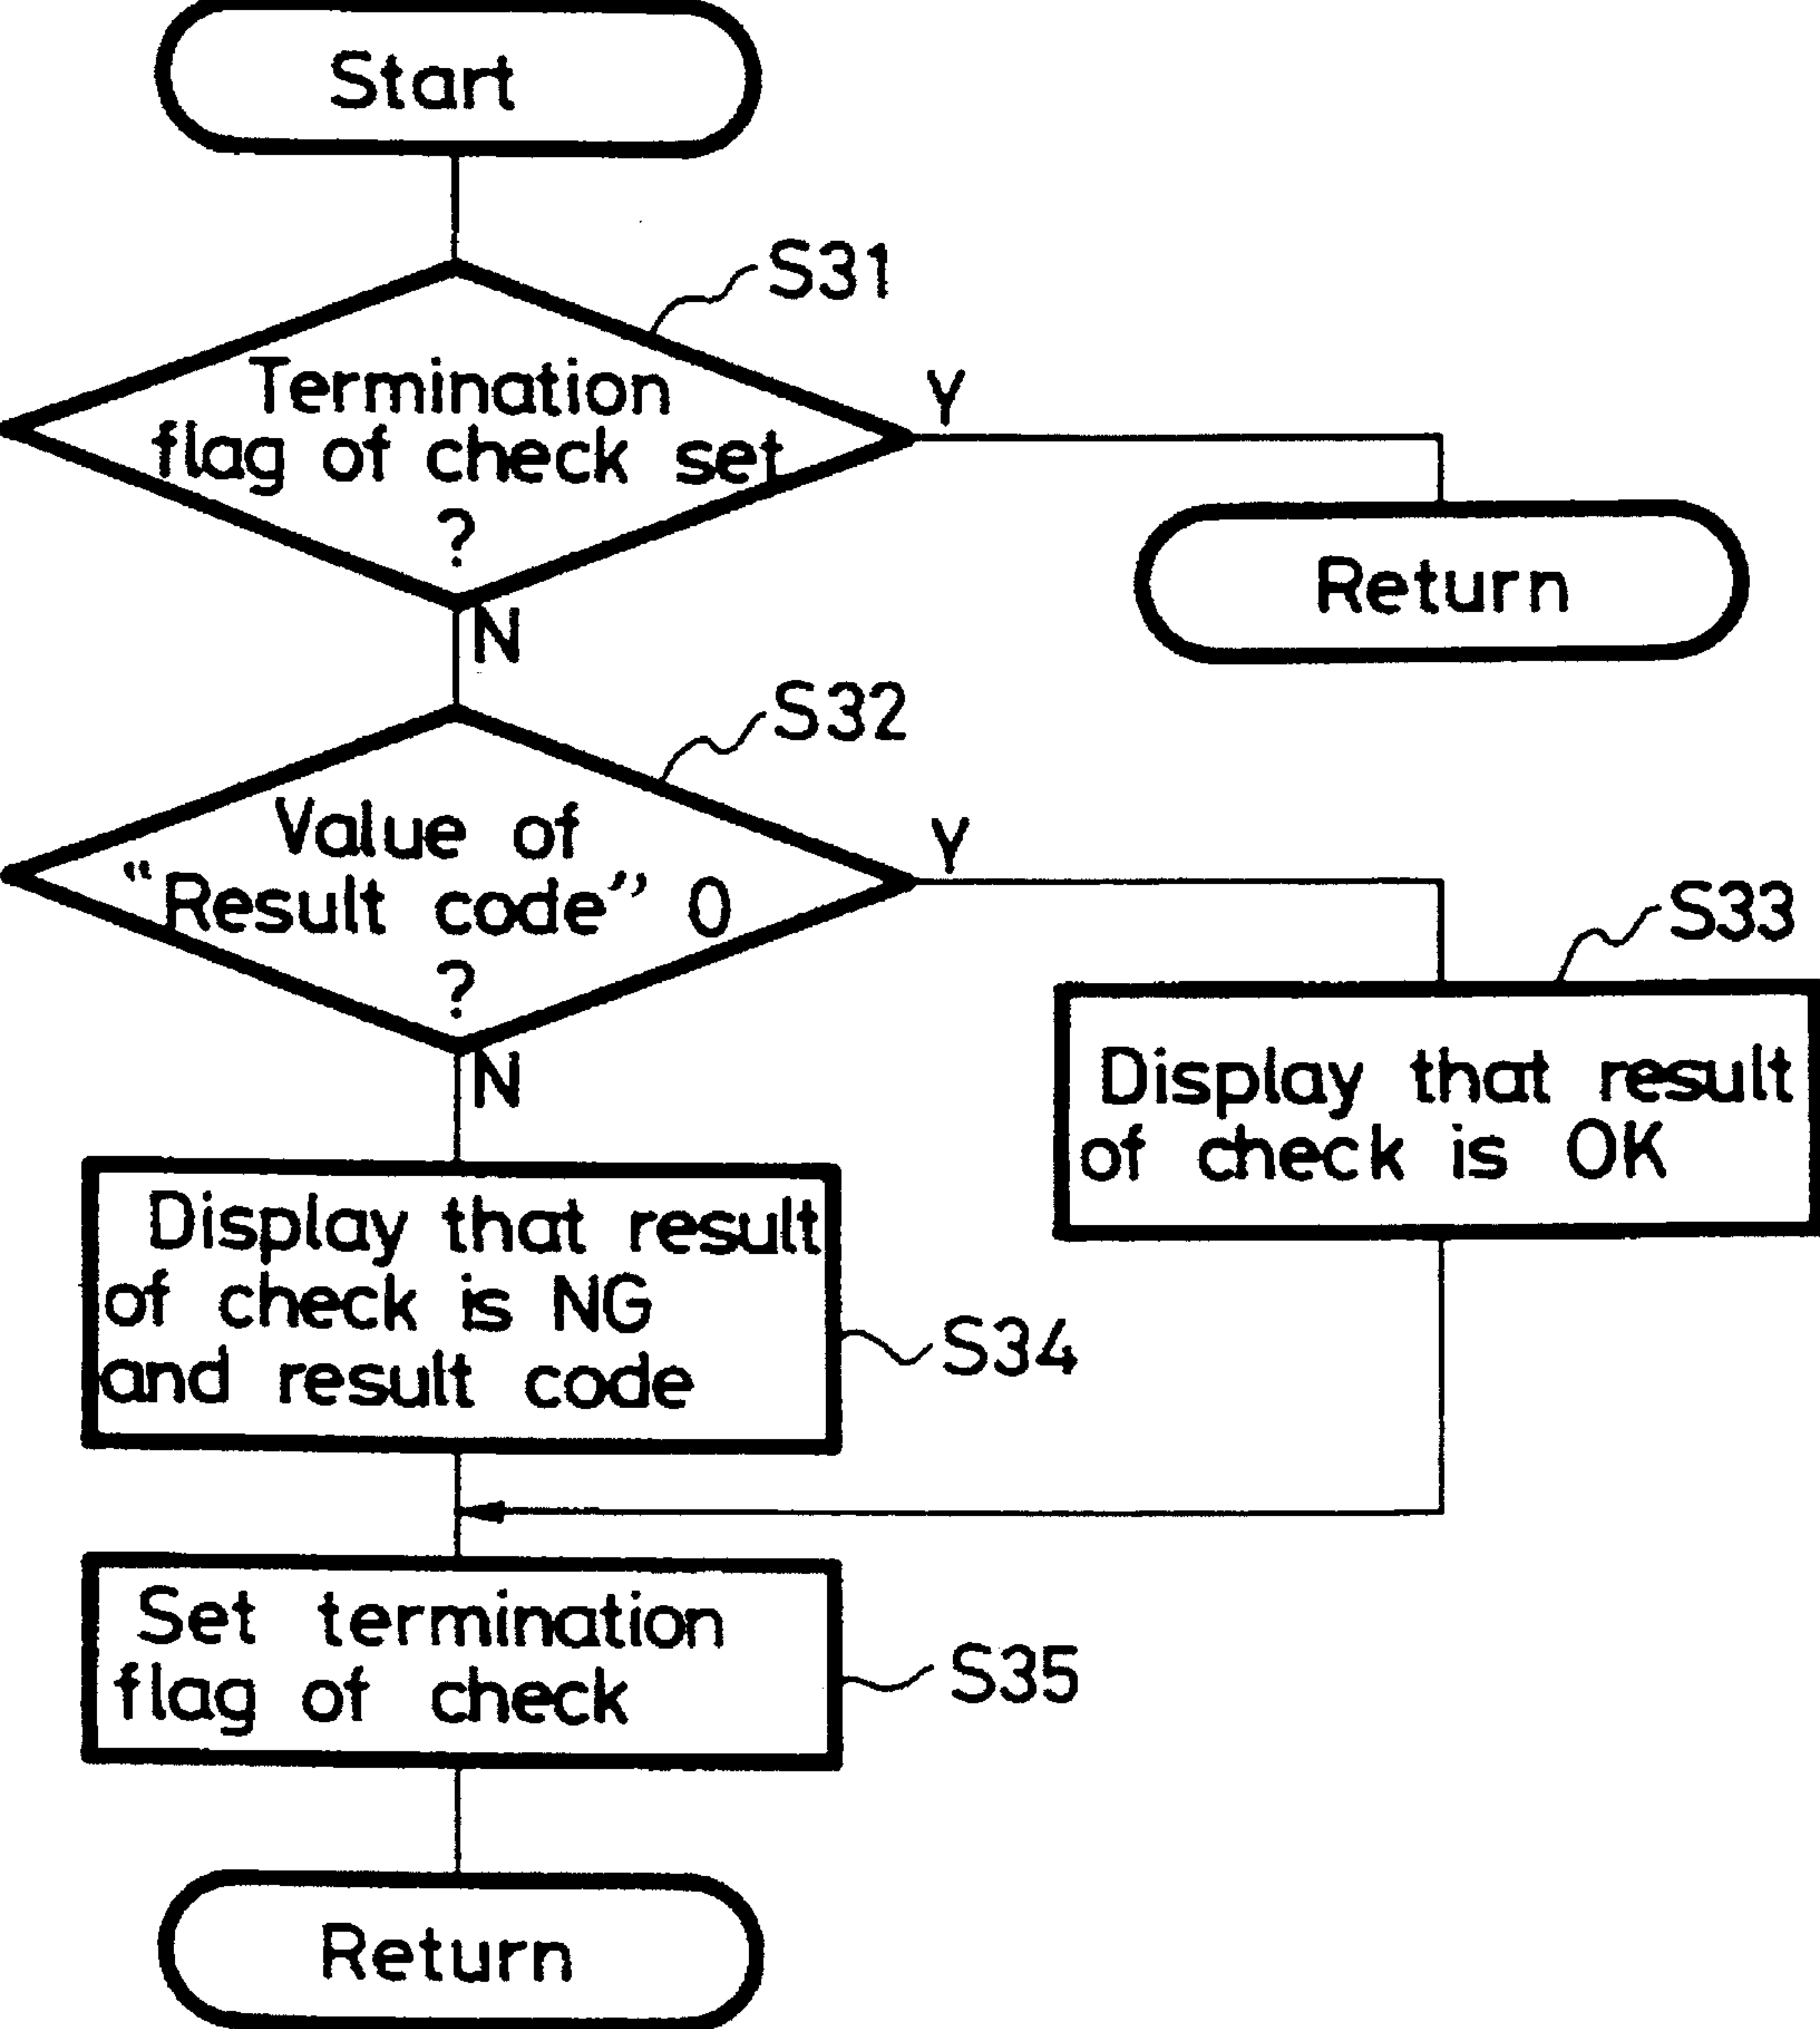 Start
S31
Termination
flag of check set
?
Y
N
Return
S32
Value of
“Result code” 0
?
Y
N
S33
Display that result
of check is OK
Display that result
of check is NG
and result code
S34
Set termination
flag of check
S35
Return